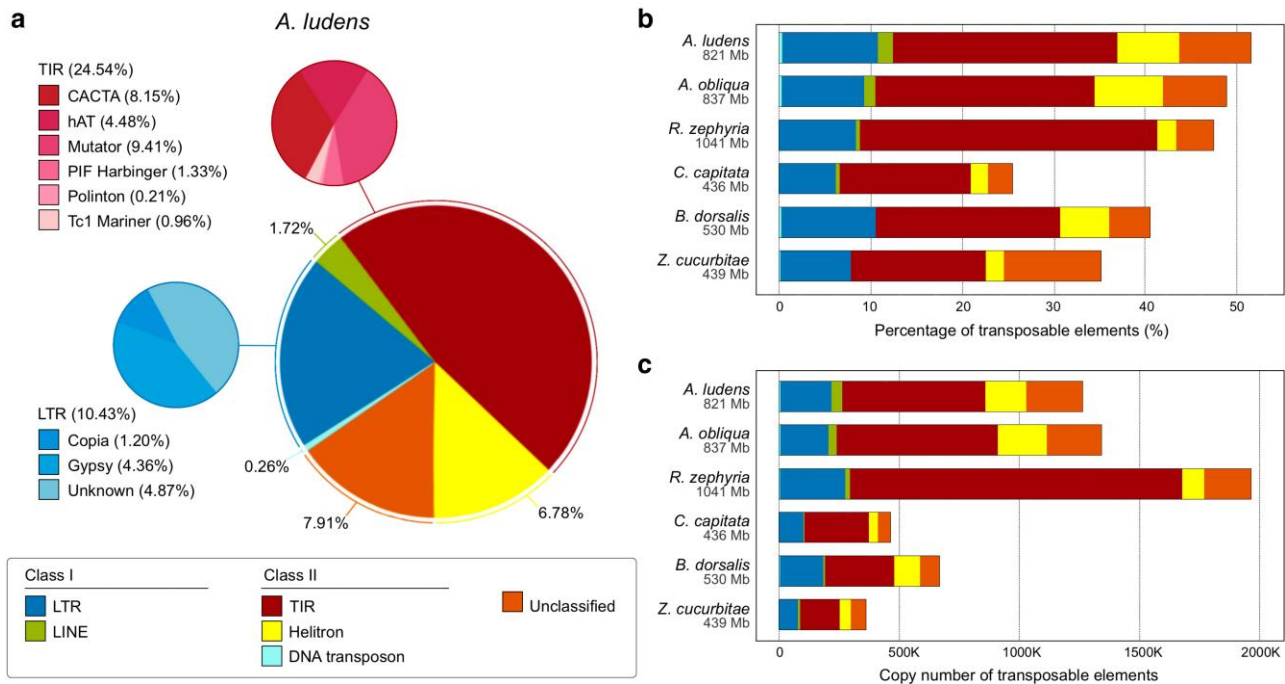 a
A. ludens
TIR (24.54%)
CACTA (8.15%)
hAT (4.48%)
Mutator (9.41%)
PIF Harbinger (1.33%)
Polinton (0.21%)
Tc1 Mariner (0.96%)
1.72%
LTR (10.43%)
Copia (1.20%)
Gypsy (4.36%)
Unknown (4.87%)
0.26%
7.91%
6.78%
Class I
LTR
LINE
Class II
TIR
Helitron
DNA transposon
Unclassified
b
A. ludens
821 Mb
A. obliqua
837 Mb
R. zephyria
1041 Mb
C. capitata
436 Mb
B. dorsalis
530 Mb
Z. cucurbitae
439 Mb
0 10 20 30 40 50
Percentage of transposable elements (%)
c
A. ludens
821 Mb
A. obliqua
837 Mb
R. zephyria
1041 Mb
C. capitata
436 Mb
B. dorsalis
530 Mb
Z. cucurbitae
439 Mb
0 500K 1000K 1500K 2000K
Copy number of transposable elements